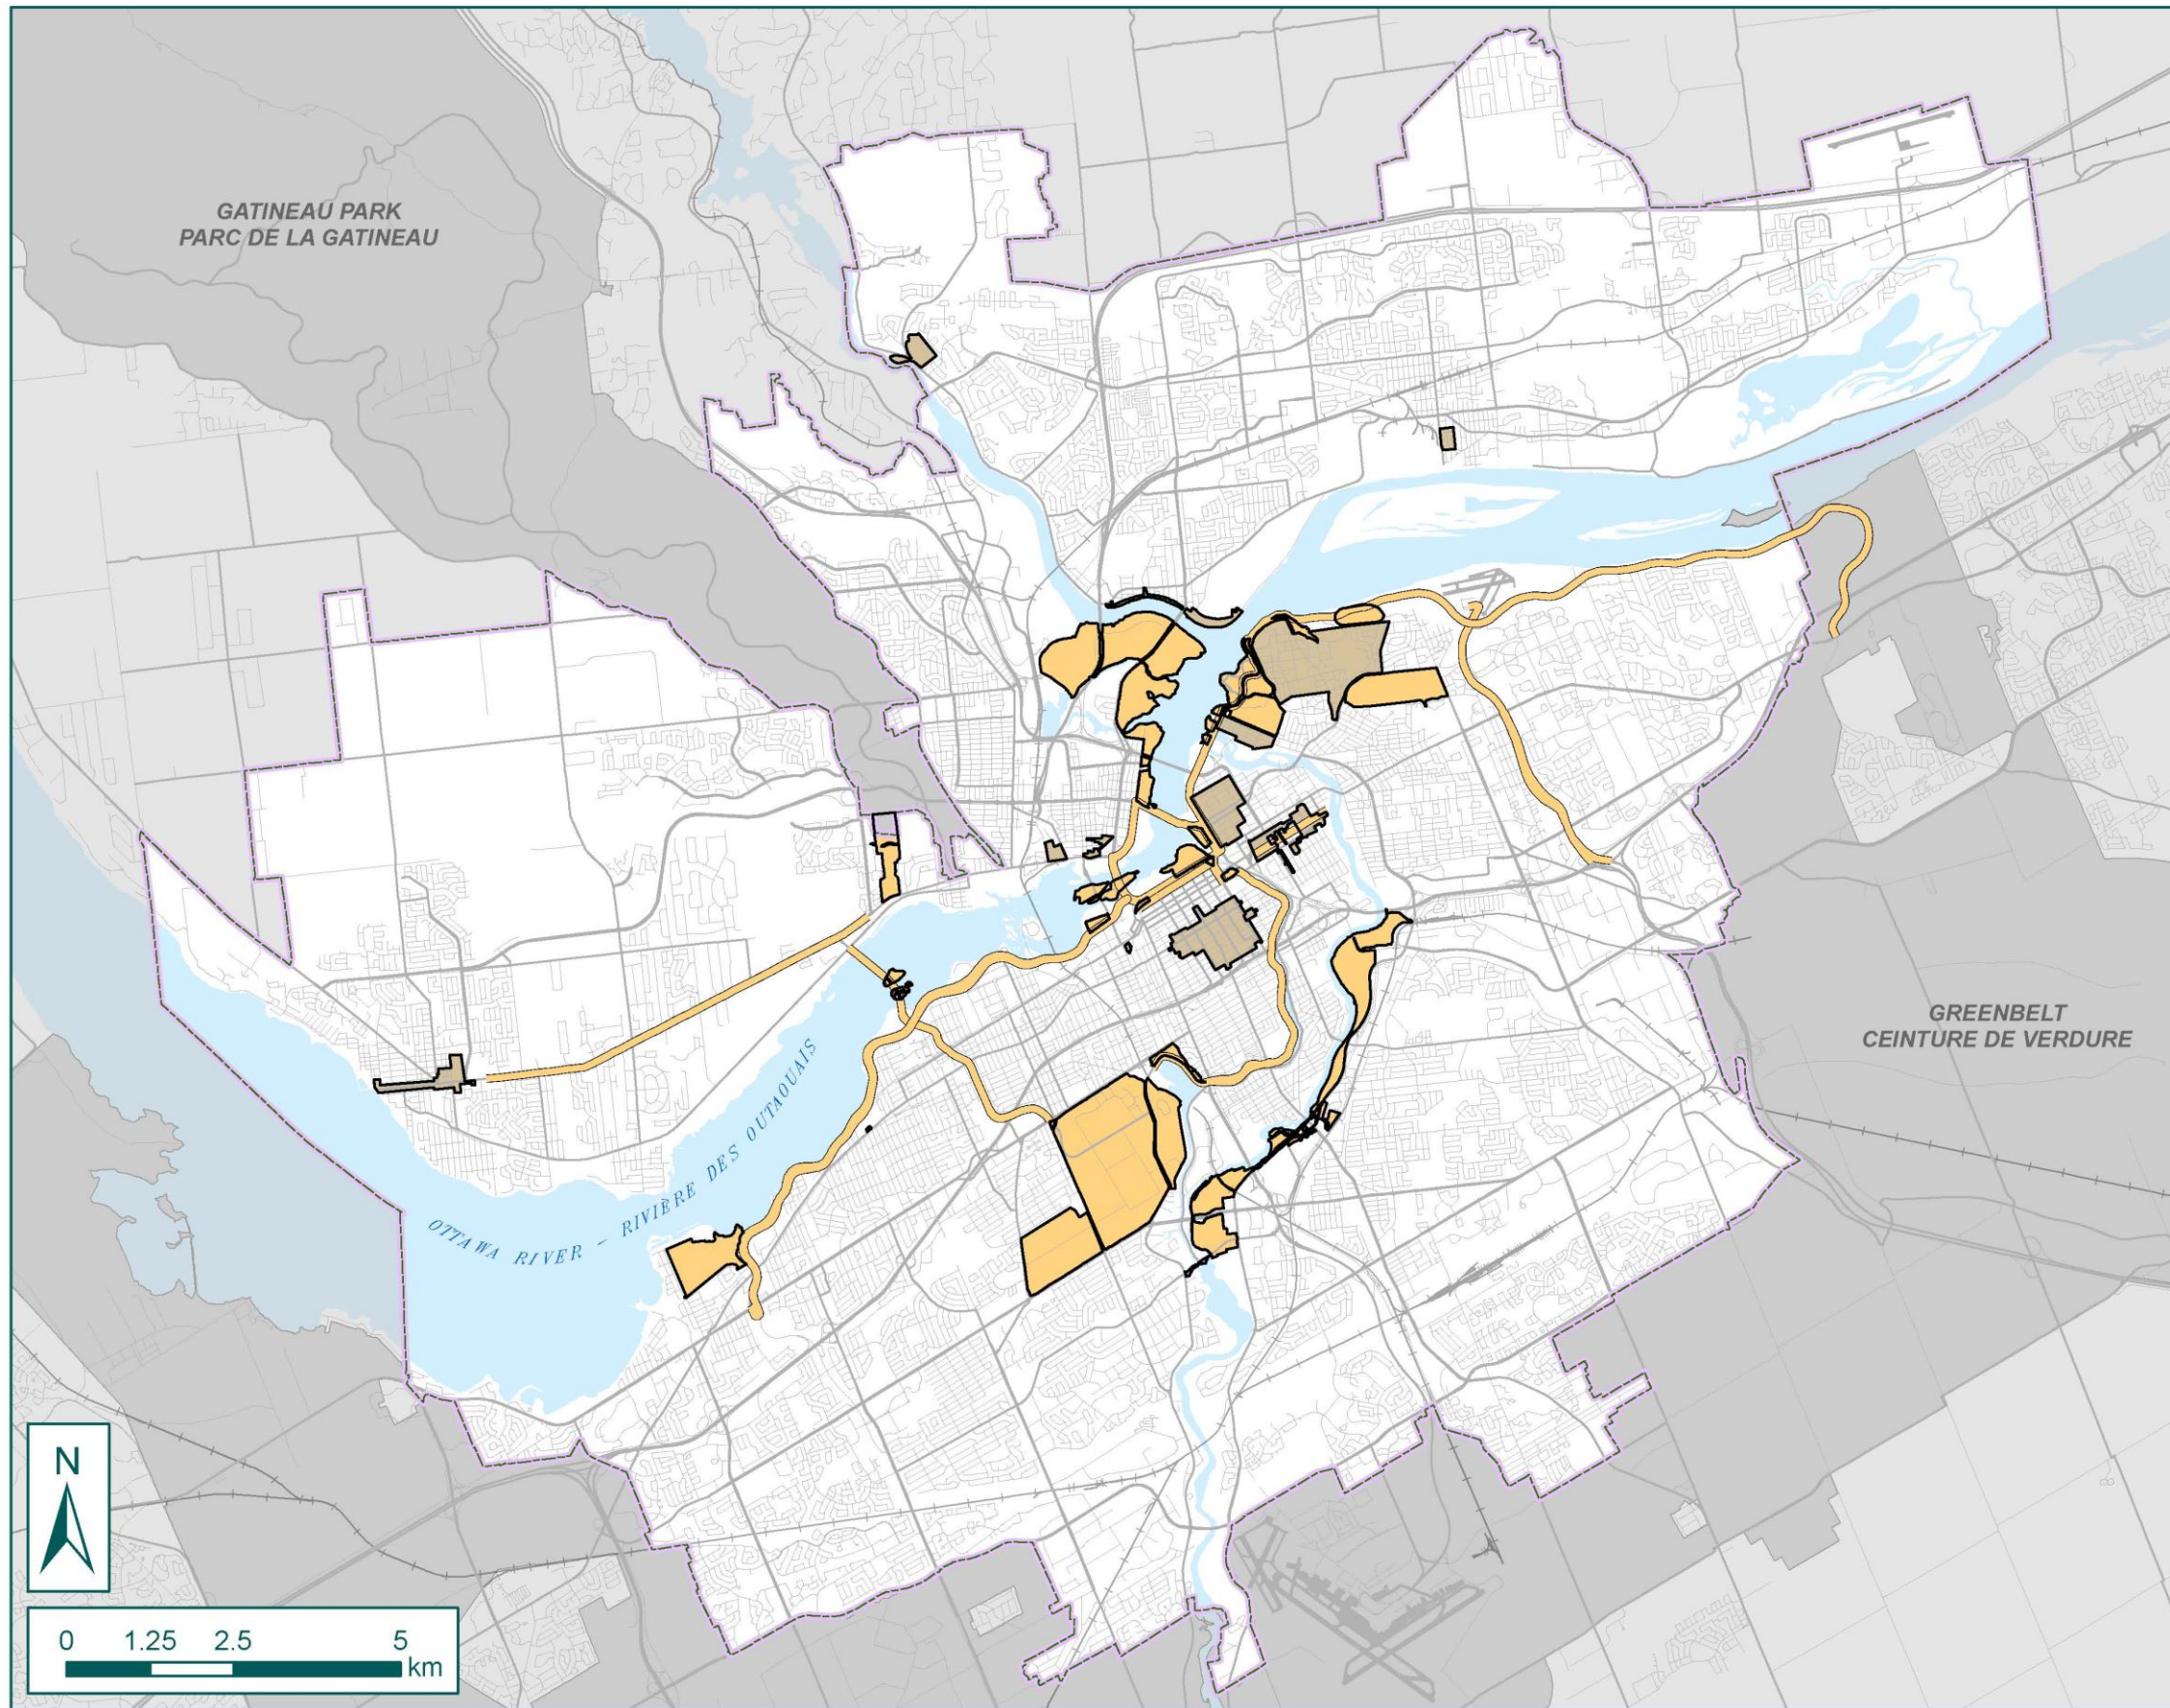 GATINEAU PARK
PARC DE LA GATINEAU
GREENBELT
CEINTURE DE VERDURE
OTTAWA RIVER - RIVIÈRE DES OUTAOUAIS
N
0 1.25 2.5 5
km